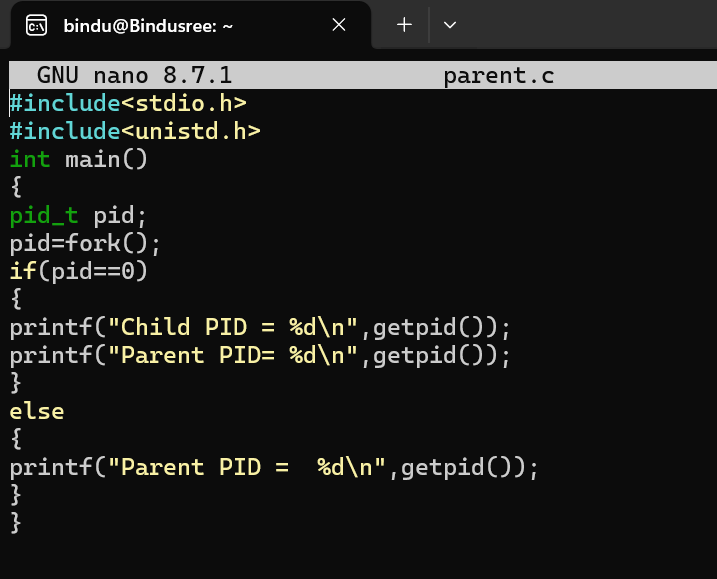 bindu@Bindusree: ~
GNU nano 8.7.1 parent.c
#include<stdio.h>
#include<unistd.h>
int main()
{
pid_t pid;
pid=fork();
if(pid==0)
{
printf("Child PID = %d\n",getpid());
printf("Parent PID= %d\n",getpid());
}
else
{
printf("Parent PID =  %d\n",getpid());
}
}